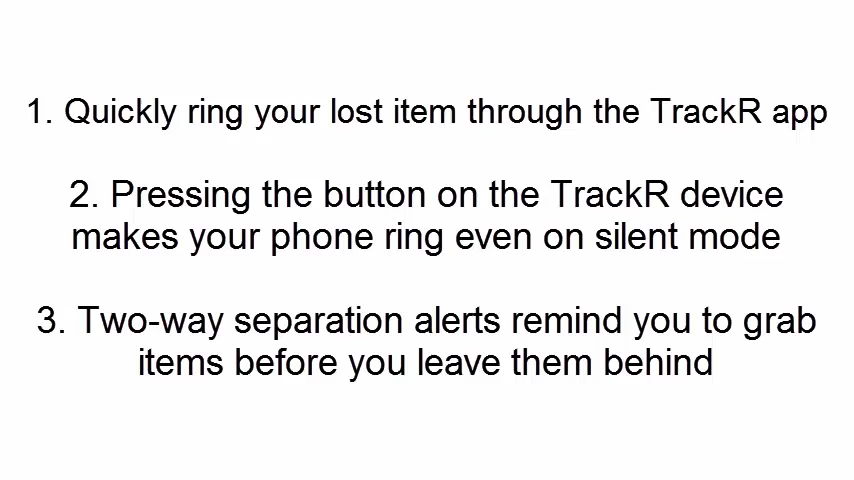 1. Quickly ring your lost item through the TrackR app
2. Pressing the button on the TrackR device
makes your phone ring even on silent mode
3. Two-way separation alerts remind you to grab
items before you leave them behind